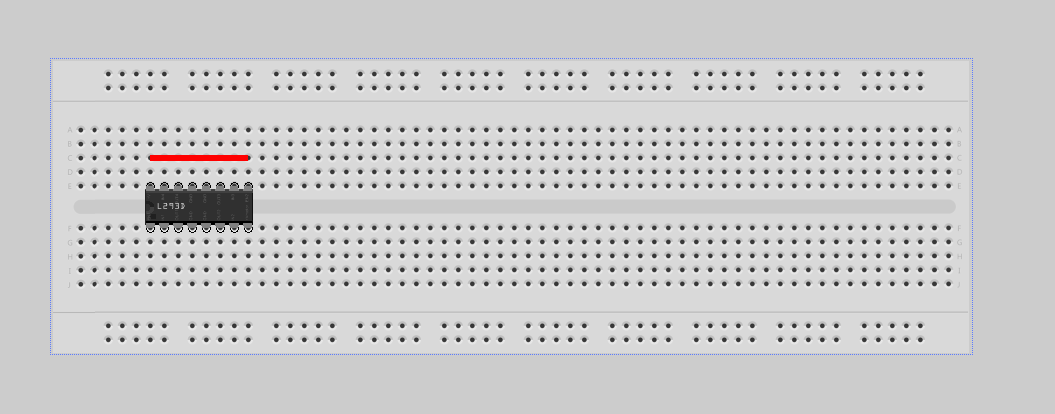 A A
B B
C C
D D
E E
L293D
F F
G G
H H
I I
J J